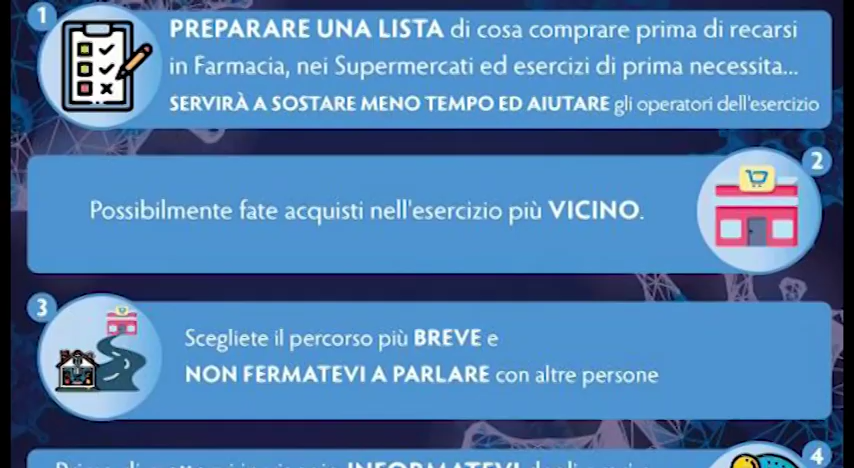 1
PREPARARE UNA LISTA di cosa comprare prima di recarsi
in Farmacia, nei Supermercati ed esercizi di prima necessita...
SERVIRÀ A SOSTARE MENO TEMPO ED AIUTARE gli operatori dell'esercizio
2
Possibilmente fate acquisti nell'esercizio più VICINO.
3
Scegliete il percorso più BREVE e
NON FERMATEVI A PARLARE con altre persone
4
INFORMATEVI